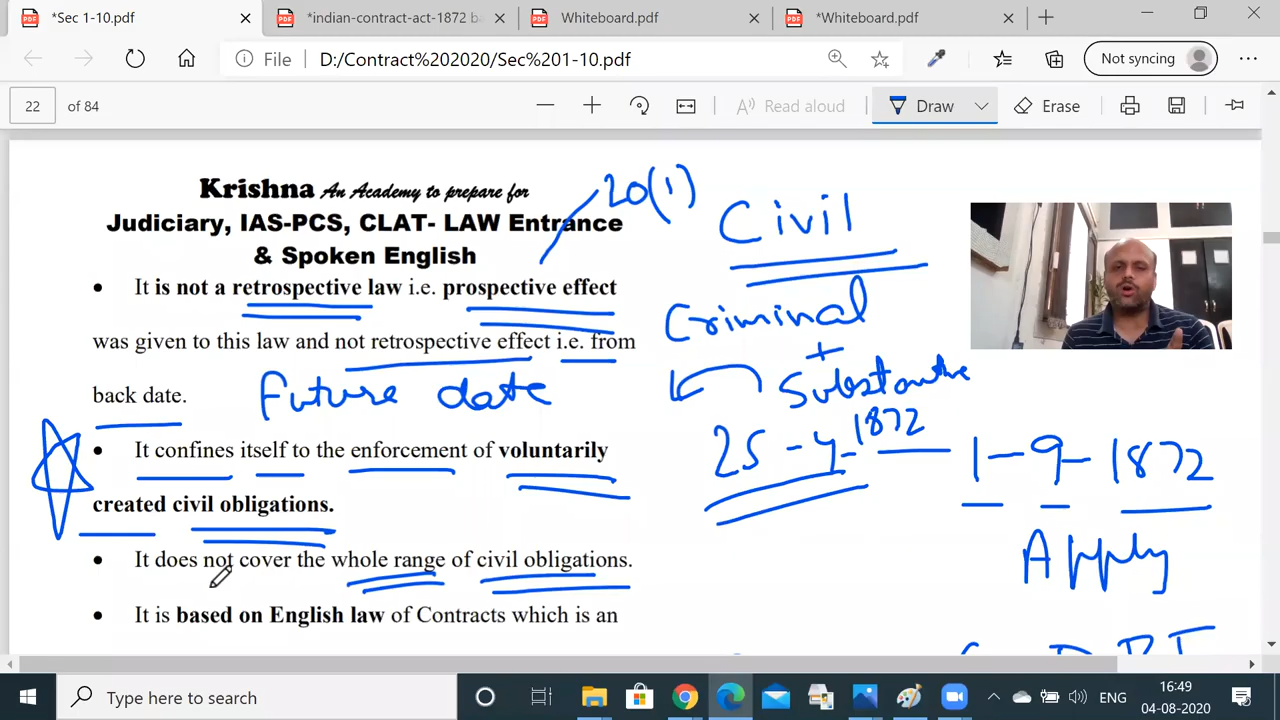 *Sec 1-10.pdf
*indian-contract-act-1872 ba
Whiteboard.pdf
*Whiteboard.pdf
File
D:/Contract%202020/Sec%201-10.pdf
Not syncing
22 of 84
Read aloud
Draw
Erase
Krishna An Academy to prepare for
Judiciary, IAS-PCS, CLAT- LAW Entrance
& Spoken English
20(1)
Civil
• It is not a retrospective law i.e. prospective effect
was given to this law and not retrospective effect i.e. from
back date.
Future date
Criminal
+
Substantive
25-4-1872
1-9-1872
Apply
• It confines itself to the enforcement of voluntarily
created civil obligations.
• It does not cover the whole range of civil obligations.
• It is based on English law of Contracts which is an
Type here to search
ENG
16:49
04-08-2020